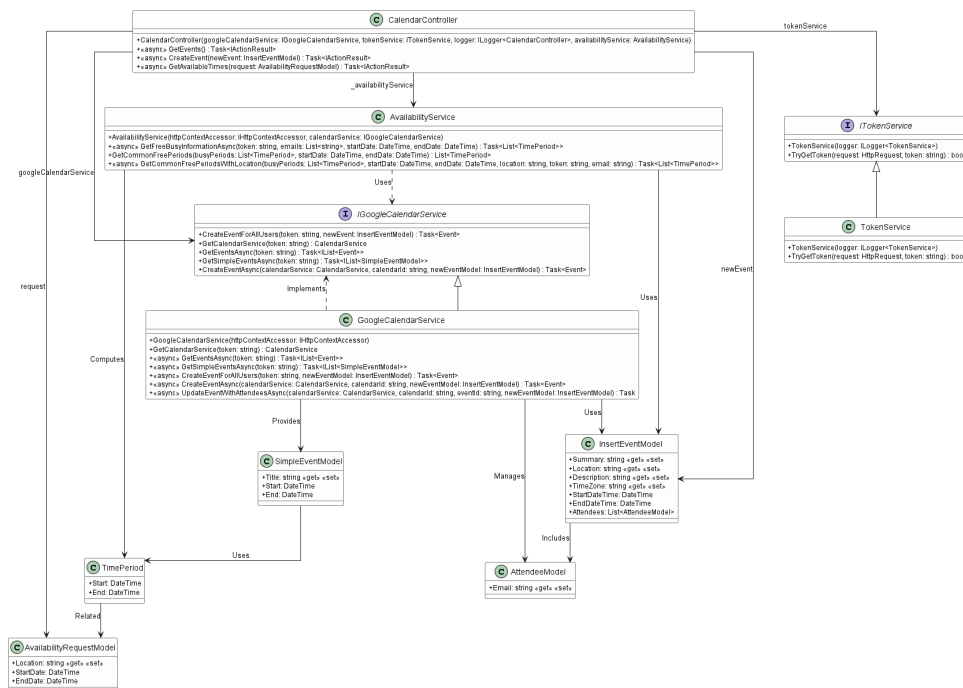 C CalendarController
+CalendarController(googleCalendarService: IGoogleCalendarService, tokenService: ITokenService, logger: ILogger<CalendarController>, availabilityService: AvailabilityService)
+«async» GetEvents() : Task<IActionResult>
+«async» CreateEvent(newEvent: InsertEventModel) : Task<IActionResult>
+«async» GetAvailableTimes(request: AvailabilityRequestModel) : Task<IActionResult>
tokenService
_availabilityService
C AvailabilityService
+AvailabilityService(httpContextAccessor: IHttpContextAccessor, calendarService: IGoogleCalendarService)
+«async» GetFreeBusyInformationAsync(token: string, emails: List<string>, startDate: DateTime, endDate: DateTime) : Task<List<TimePeriod>>
+GetCommonFreePeriods(busyPeriods: List<TimePeriod>, startDate: DateTime, endDate: DateTime) : List<TimePeriod>
+«async» GetCommonFreePeriodsWithLocation(busyPeriods: List<TimePeriod>, startDate: DateTime, endDate: DateTime, location: string, token: string, email: string) : Task<List<TimePeriod>>
I ITokenService
+TokenService(logger: ILogger<TokenService>)
+TryGetToken(request: HttpRequest, token: string) : boo
googleCalendarService
Uses
I IGoogleCalendarService
+CreateEventForAllUsers(token: string, newEvent: InsertEventModel) : Task<Event>
+GetCalendarService(token: string) : CalendarService
+GetEventsAsync(token: string) : Task<IList<Event>>
+GetSimpleEventsAsync(token: string) : Task<IList<SimpleEventModel>>
+CreateEventAsync(calendarService: CalendarService, calendarId: string, newEventModel: InsertEventModel) : Task<Event>
C TokenService
+TokenService(logger: ILogger<TokenService>)
+TryGetToken(request: HttpRequest, token: string) : boo
request
Implements
Uses
newEvent
C GoogleCalendarService
+GoogleCalendarService(httpContextAccessor: IHttpContextAccessor)
+GetCalendarService(token: string) : CalendarService
+«async» GetEventsAsync(token: string) : Task<IList<Event>>
+«async» GetSimpleEventsAsync(token: string) : Task<IList<SimpleEventModel>>
+«async» CreateEventForAllUsers(token: string, newEventModel: InsertEventModel) : Task<Event>
+«async» CreateEventAsync(calendarService: CalendarService, calendarId: string, newEventModel: InsertEventModel) : Task<Event>
+«async» UpdateEventWithAttendeesAsync(calendarService: CalendarService, calendarId: string, eventId: string, newEventModel: InsertEventModel) : Task
Computes
Provides
Uses
C SimpleEventModel
+Title: string «get» «set»
+Start: DateTime
+End: DateTime
Manages
C InsertEventModel
+Summary: string «get» «set»
+Location: string «get» «set»
+Description: string «get» «set»
+TimeZone: string «get» «set»
+StartDateTime: DateTime
+EndDateTime: DateTime
+Attendees: List<AttendeeModel>
Uses
Includes
C TimePeriod
+Start: DateTime
+End: DateTime
C AttendeeModel
+Email: string «get» «set»
Related
C AvailabilityRequestModel
+Location: string «get» «set»
+StartDate: DateTime
+EndDate: DateTime